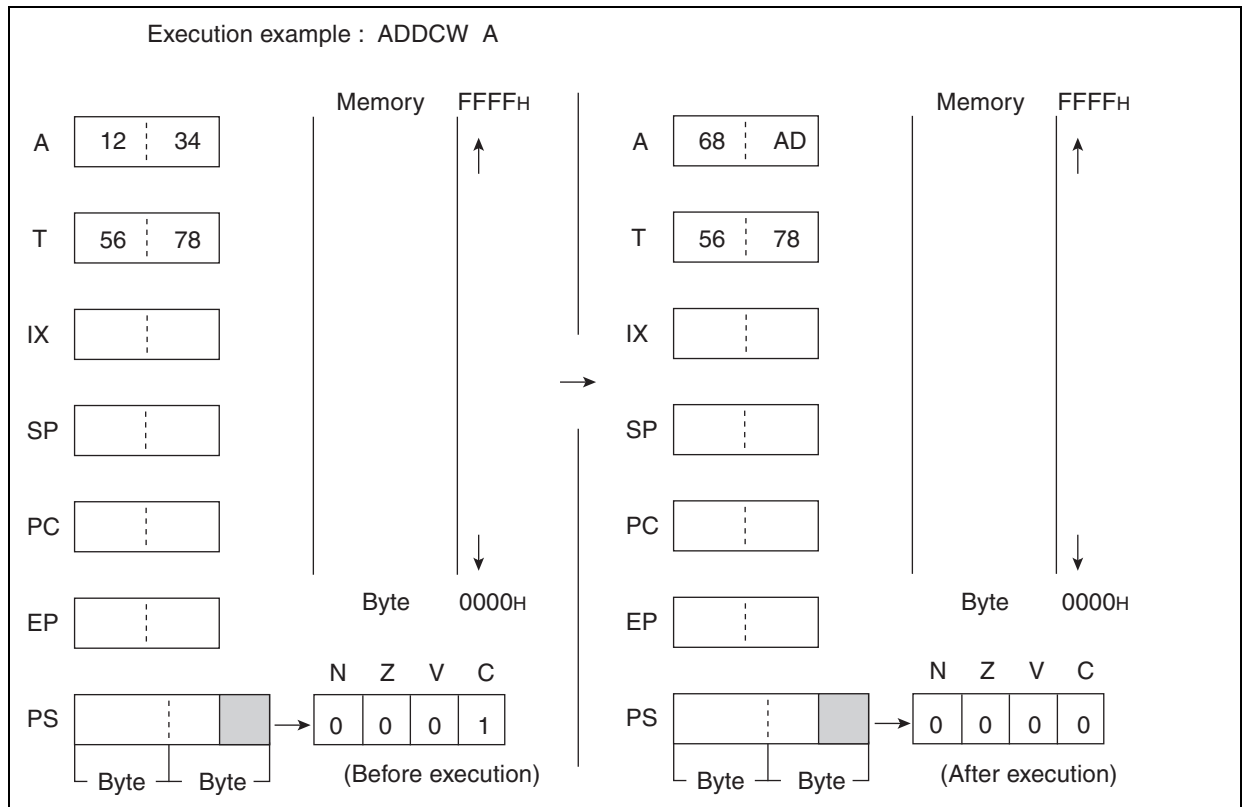 Execution example : ADDCW A
Memory FFFFH
A 12 34
T 56 78
IX
SP
PC
EP
Byte 0000H
N Z V C
PS 0 0 0 1
Byte Byte
(Before execution)
Memory FFFFH
A 68 AD
T 56 78
IX
SP
PC
EP
Byte 0000H
N Z V C
PS 0 0 0 0
Byte Byte
(After execution)